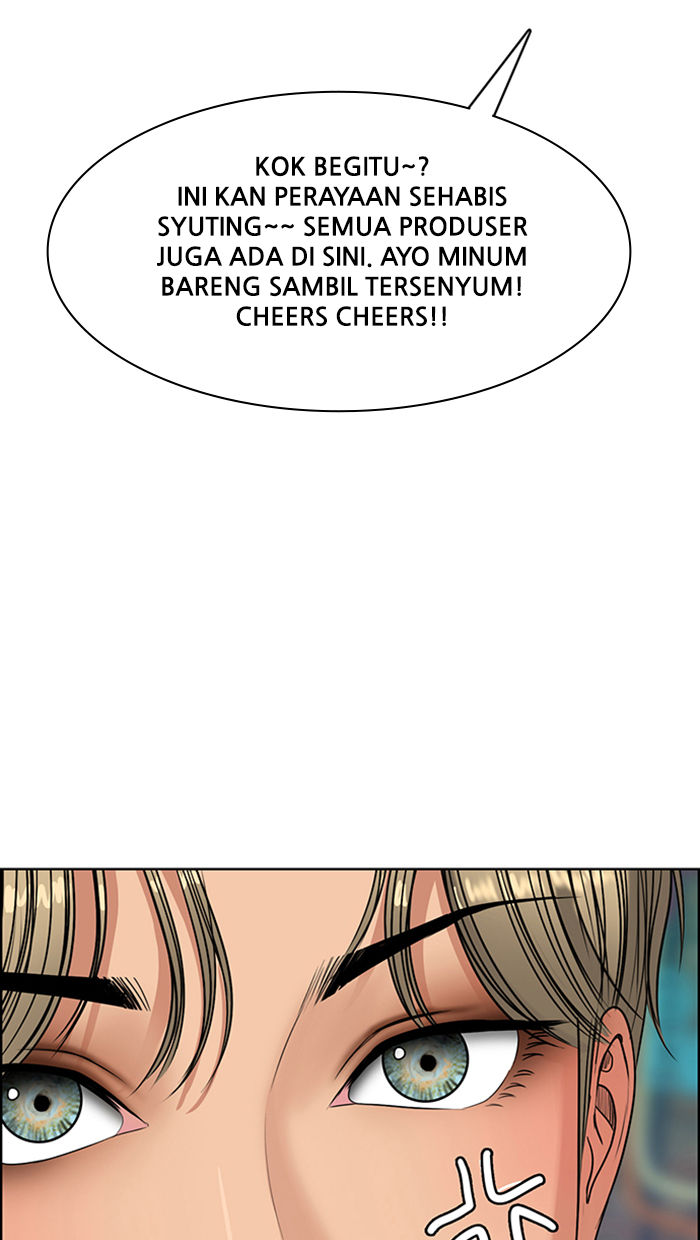 KOK BEGITU~?
INI KAN PERAYAAN SEHABIS
SYUTING~~ SEMUA PRODUSER
JUGA ADA DI SINI. AYO MINUM
BARENG SAMBIL TERSENYUM!
CHEERS CHEERS!!